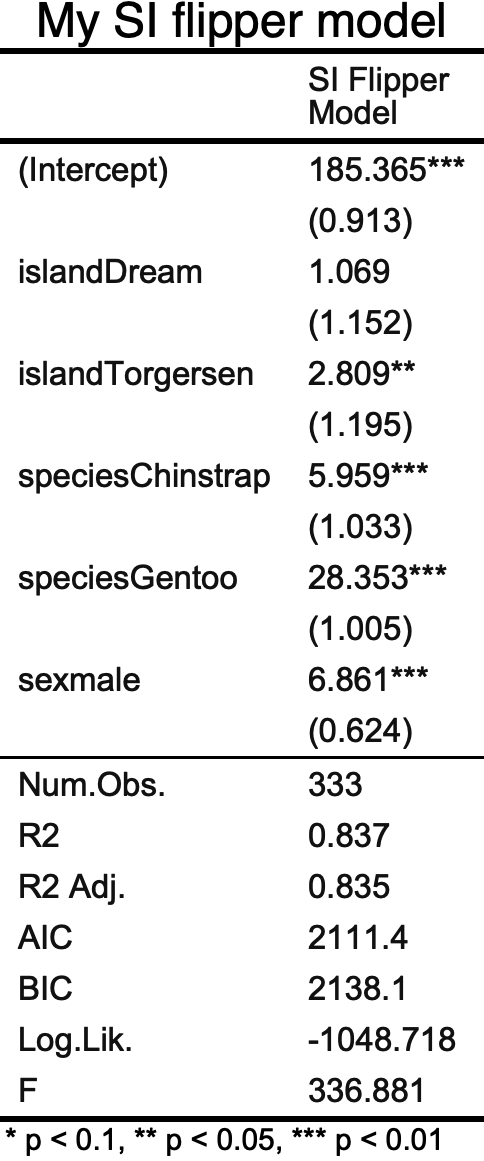 My SI flipper model
SI Flipper
Model
(Intercept) 185.365***
(0.913)
islandDream 1.069
(1.152)
islandTorgersen 2.809**
(1.195)
speciesChinstrap 5.959***
(1.033)
speciesGentoo 28.353***
(1.005)
sexmale 6.861***
(0.624)
Num.Obs. 333
R2 0.837
R2 Adj. 0.835
AIC 2111.4
BIC 2138.1
Log.Lik. -1048.718
F 336.881
* p < 0.1, ** p < 0.05, *** p < 0.01